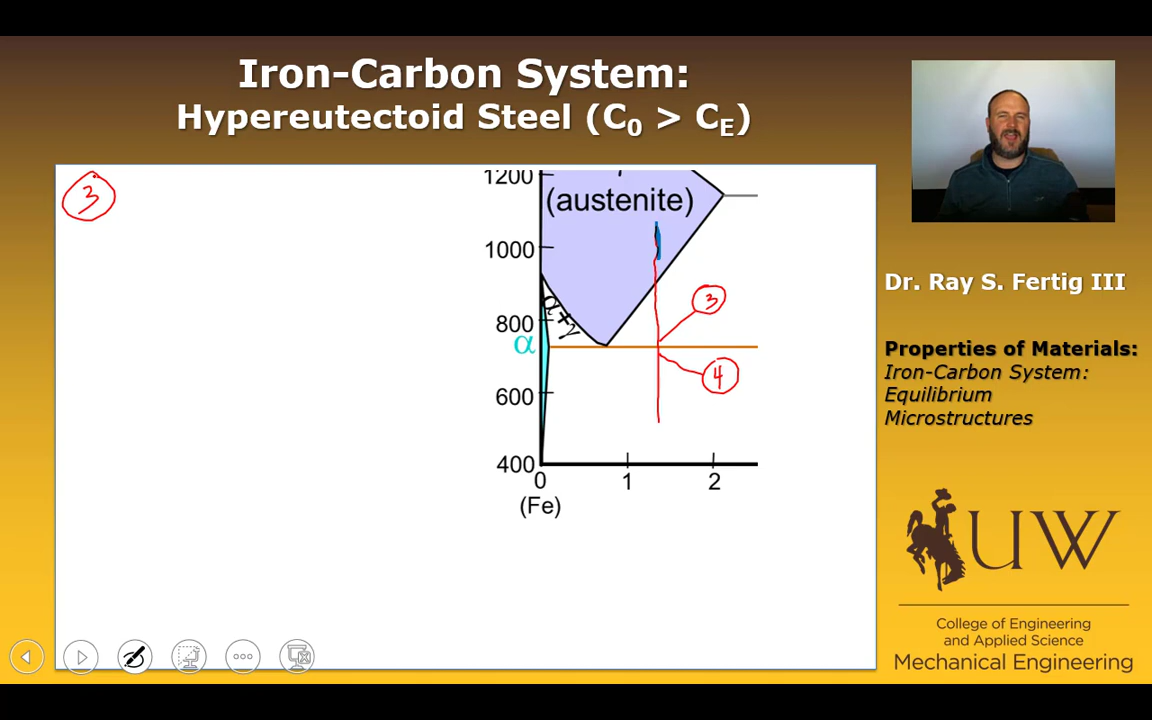 Iron-Carbon System:
Hypereutectoid Steel (C₀ > C_E)
3
1200
(austenite)
1000
3
800
α + γ
α
4
600
400
0
1
2
(Fe)
Dr. Ray S. Fertig III
Properties of Materials:
Iron-Carbon System:
Equilibrium
Microstructures
UW
College of Engineering
and Applied Science
Mechanical Engineering